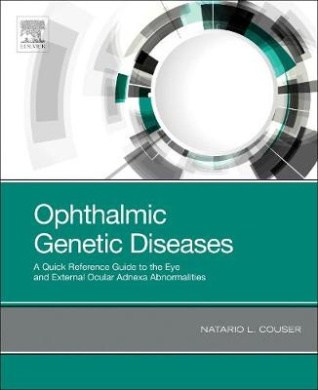 ELSEVIER
Ophthalmic
Genetic Diseases
A Quick Reference Guide to the Eye
and External Ocular Adnexa Abnormalities
NATARIO L. COUSER